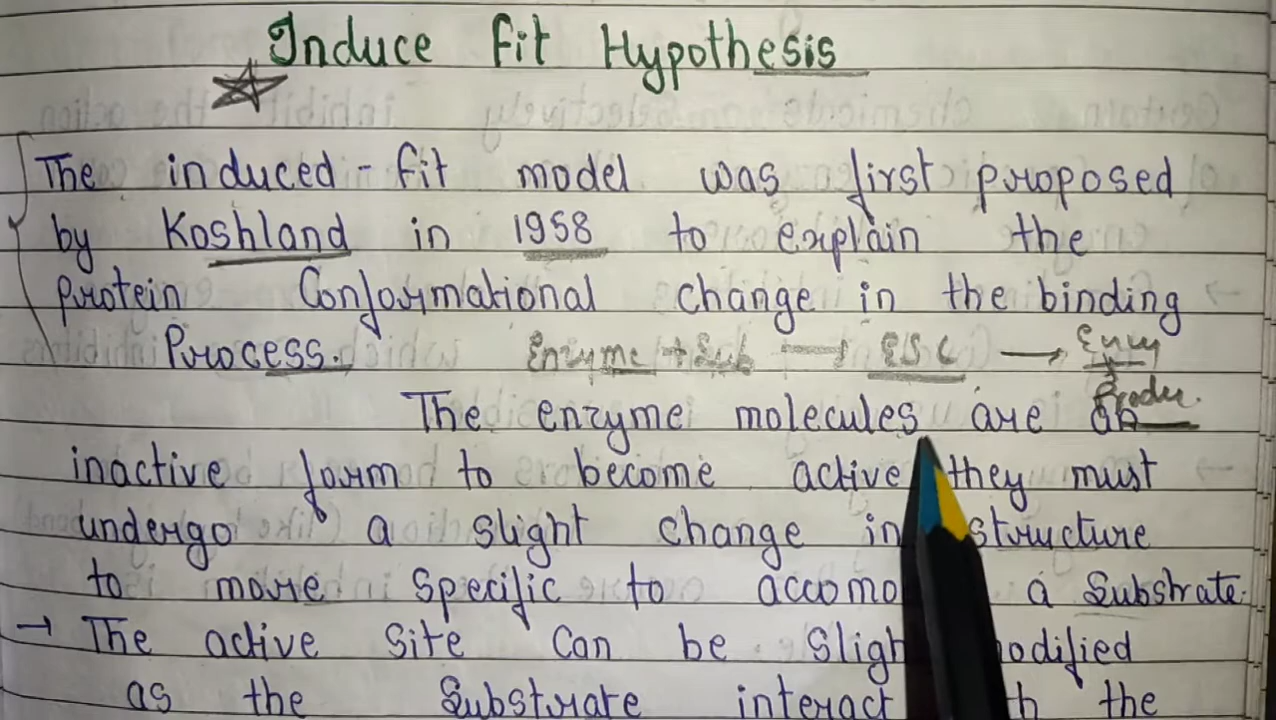 Induce Fit Hypothesis
The induced-fit model was first proposed
by Koshland in 1958 to explain the
protein Conformational change in the binding
Process. Enzyme + Sub → ESC → Enzy
The enzyme molecules are an
inactive form to become active they must
undergo a slight change in structure
to more specific to accomo a Substrate.
→ The active site can be sligh odified
as the Substrate interact the